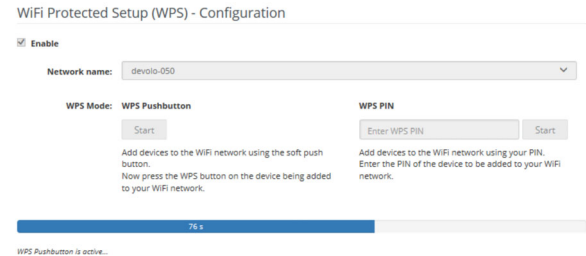 WiFi Protected Setup (WPS) - Configuration
Enable
Network name: devolo-050
WPS Mode: WPS Pushbutton WPS PIN
Start Enter WPS PIN Start
Add devices to the WiFi network using the soft push
button.
Now press the WPS button on the device being added
to your WiFi network.
Add devices to the WiFi network using your PIN.
Enter the PIN of the device to be added to your WiFi
network.
76 s
WPS Pushbutton is active...